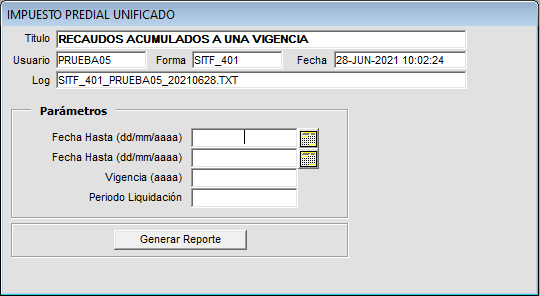 IMPUESTO PREDIAL UNIFICADO
Titulo RECAUDOS ACUMULADOS A UNA VIGENCIA
Usuario PRUEBA05 Forma SITF_401 Fecha 28-JUN-2021 10:02:24
Log SITF_401_PRUEBA05_20210628.TXT
Parámetros
Fecha Hasta (dd/mm/aaaa)
Fecha Hasta (dd/mm/aaaa)
Vigencia (aaaa)
Periodo Liquidación
Generar Reporte